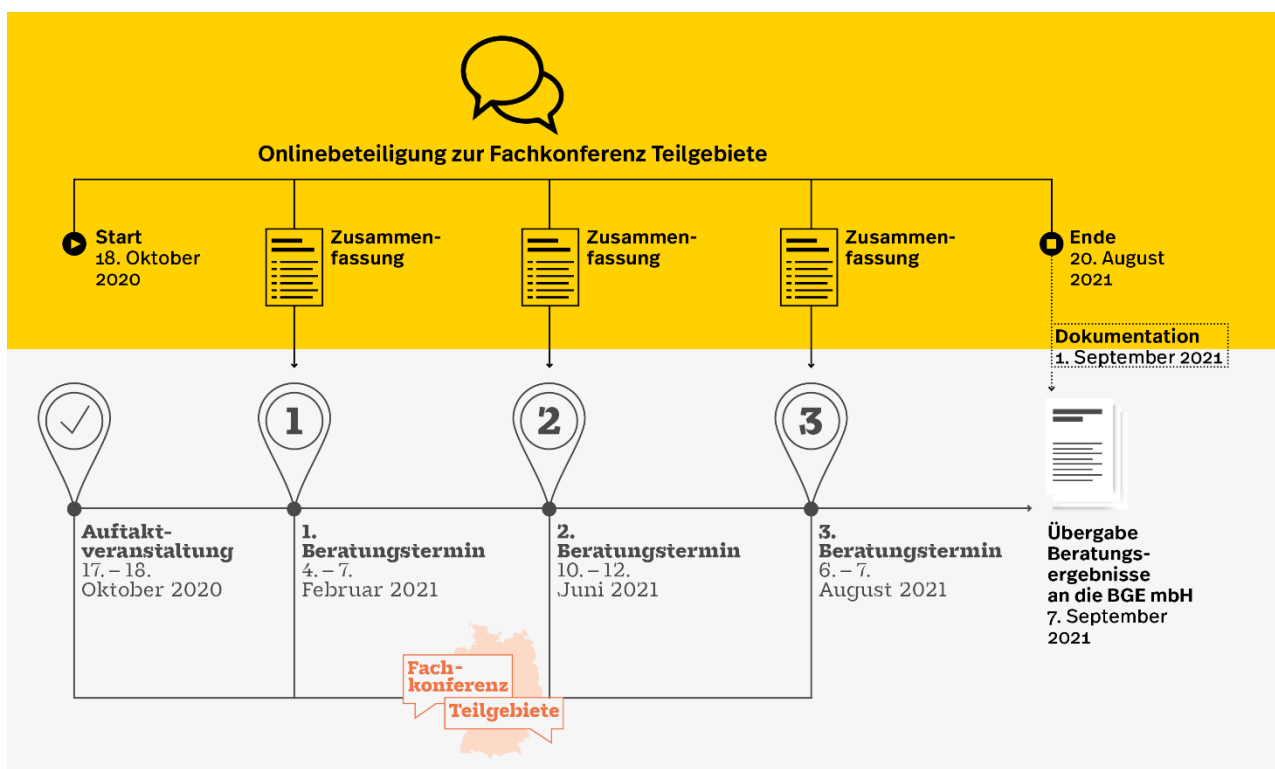 Onlinebeteiligung zur Fachkonferenz Teilgebiete
Start
18. Oktober
2020
Zusammen-
fassung
Zusammen-
fassung
Zusammen-
fassung
Ende
20. August
2021
Dokumentation
1. September 2021
1
2
3
Auftakt-
veranstaltung
17. – 18.
Oktober 2020
1.
Beratungstermin
4. – 7.
Februar 2021
2.
Beratungstermin
10. – 12.
Juni 2021
3.
Beratungstermin
6. – 7.
August 2021
Übergabe
Beratungs-
ergebnisse
an die BGE mbH
7. September
2021
Fach-
konferenz
Teilgebiete